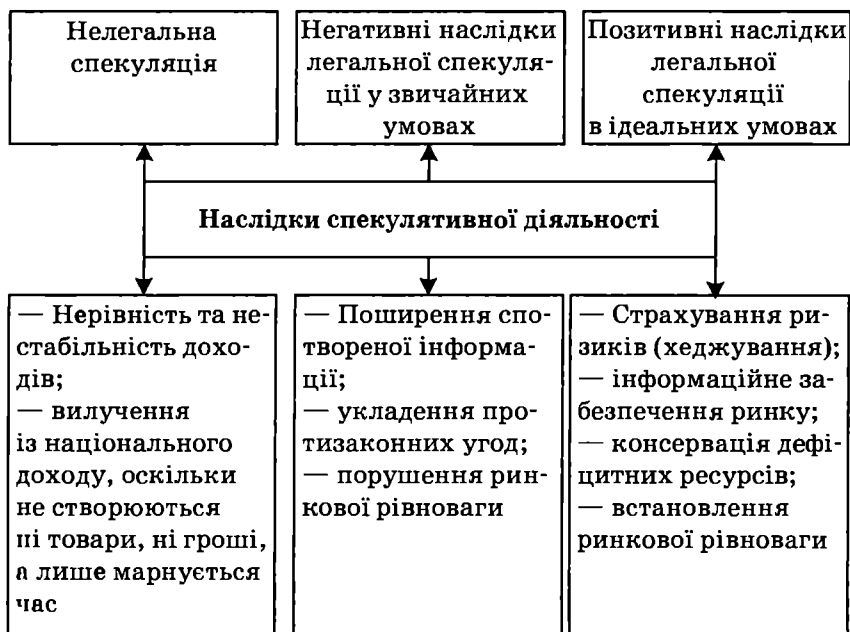 Нелегальна
спекуляція
Негативні наслідки
легальної спекуля-
ції у звичайних
умовах
Позитивні наслідки
легальної
спекуляції
в ідеальних умовах
Наслідки спекулятивної діяльності
— Нерівність та не-
стабільність дохо-
дів;
— вилучення
із національного
доходу, оскільки
не створюються
ні товари, ні гроші,
а лише марнується
час
— Поширення спо-
твореної інформа-
ції;
— укладення про-
тизаконних угод;
— порушення рин-
кової рівноваги
— Страхування ри-
зиків (хеджування);
— інформаційне за-
безпечення ринку;
— консервація дефі-
цитних ресурсів;
— встановлення
ринкової рівноваги